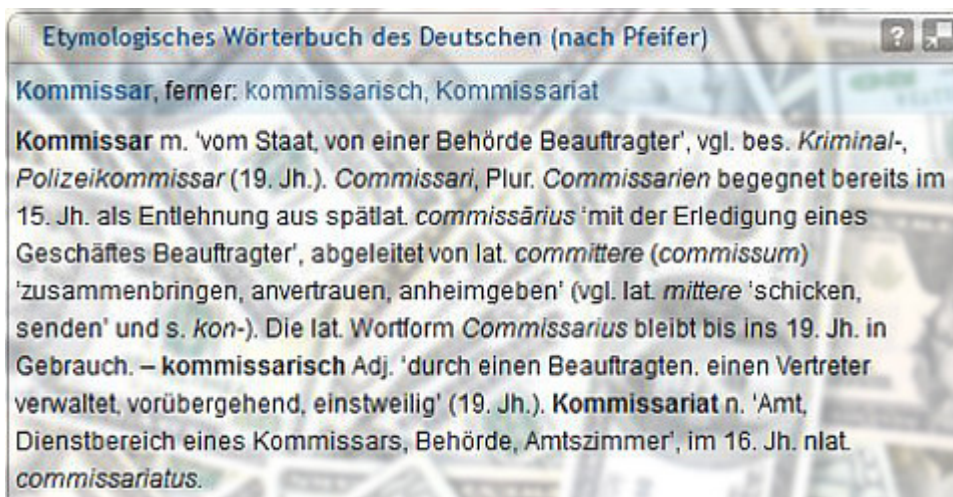 Etymologisches Wörterbuch des Deutschen (nach Pfeifer)
?
Kommissar, ferner: kommissarisch, Kommissariat
Kommissar m. ‘vom Staat, von einer Behörde Beauftragter’, vgl. bes. Kriminal-,
Polizeikommissar (19. Jh.). Commissari, Plur. Commissarien begegnet bereits im
15. Jh. als Entlehnung aus spätlat. commissārius ‘mit der Erledigung eines
Geschäftes Beauftragter’, abgeleitet von lat. committere (commissum)
‘zusammenbringen, anvertrauen, anheimgeben’ (vgl. lat. mittere ‘schicken,
senden’ und s. kon-). Die lat. Wortform Commissarius bleibt bis ins 19. Jh. in
Gebrauch. – kommissarisch Adj. ‘durch einen Beauftragten. einen Vertreter
verwaltet, vorübergehend, einstweilig’ (19. Jh.). Kommissariat n. ‘Amt,
Dienstbereich eines Kommissars, Behörde, Amtszimmer’, im 16. Jh. nlat.
commissariatus.